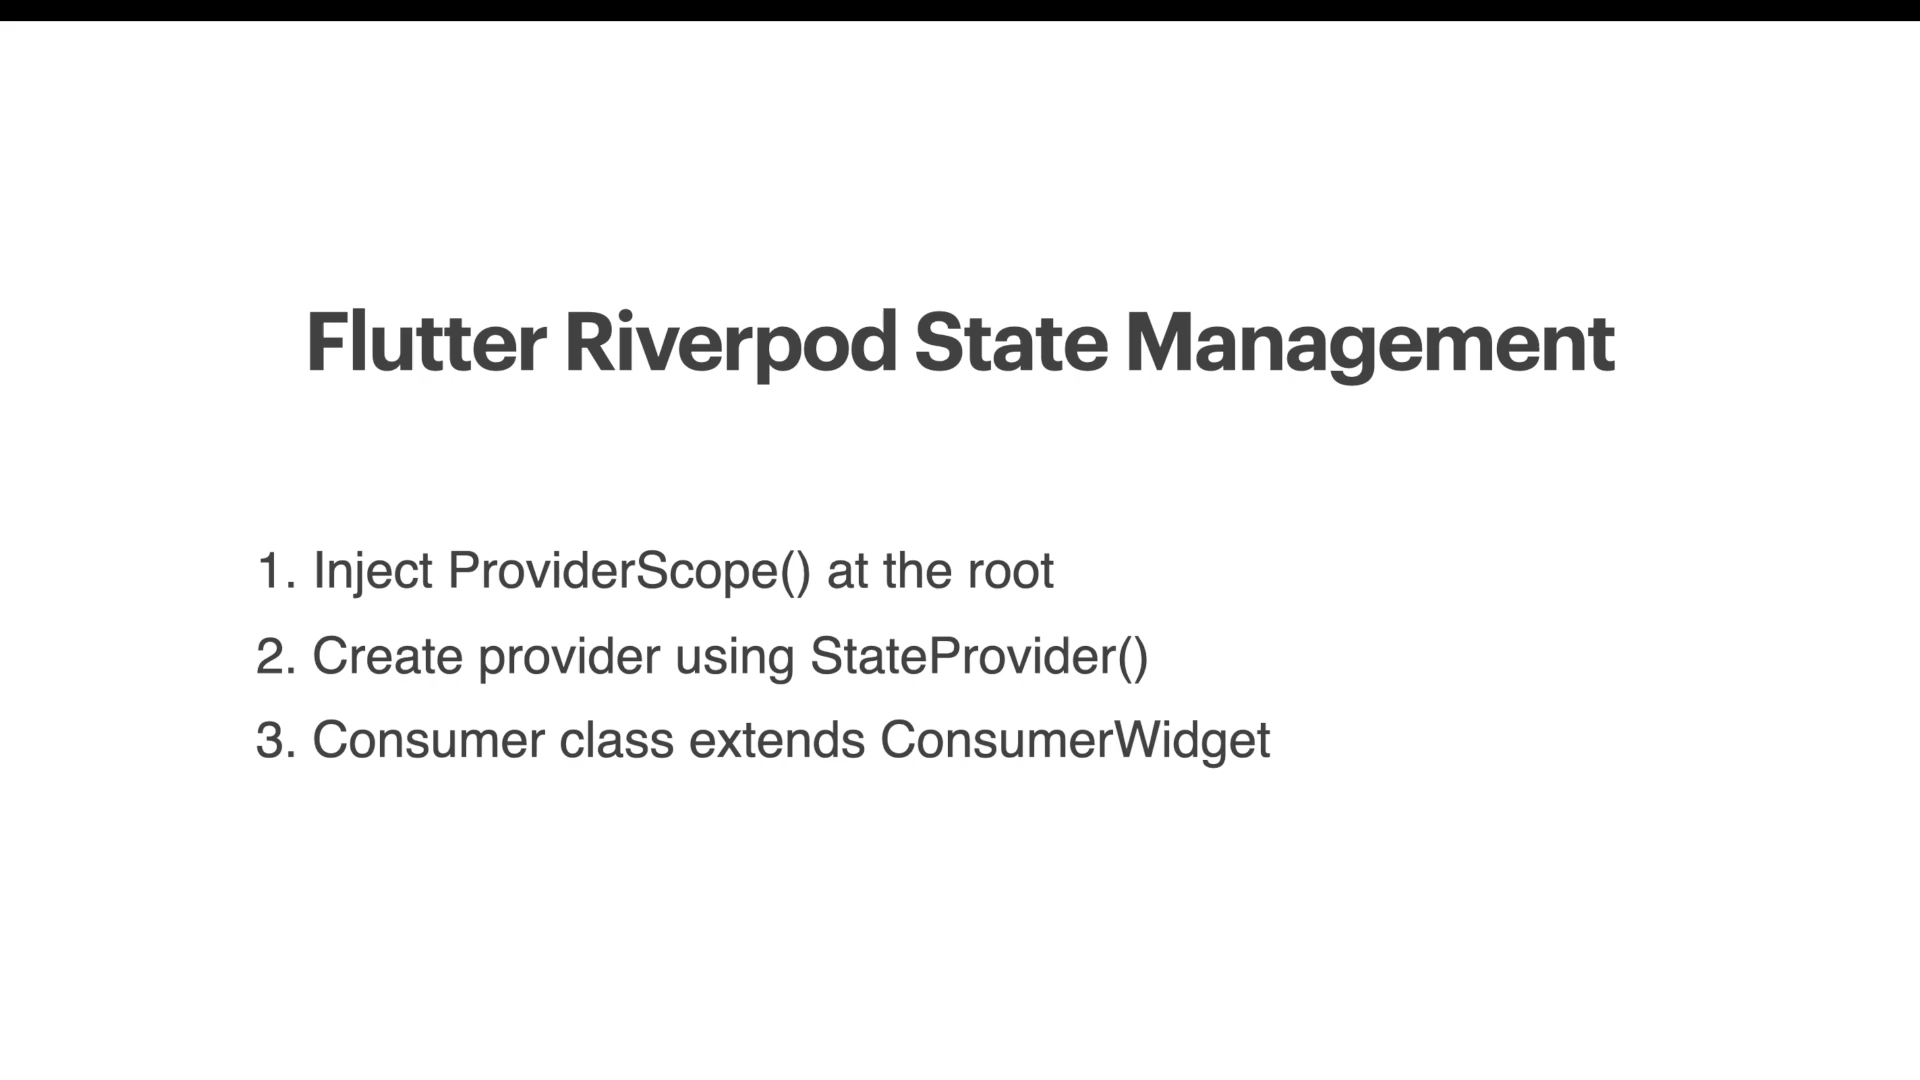 Flutter Riverpod State Management
1. Inject ProviderScope() at the root
2. Create provider using StateProvider()
3. Consumer class extends ConsumerWidget